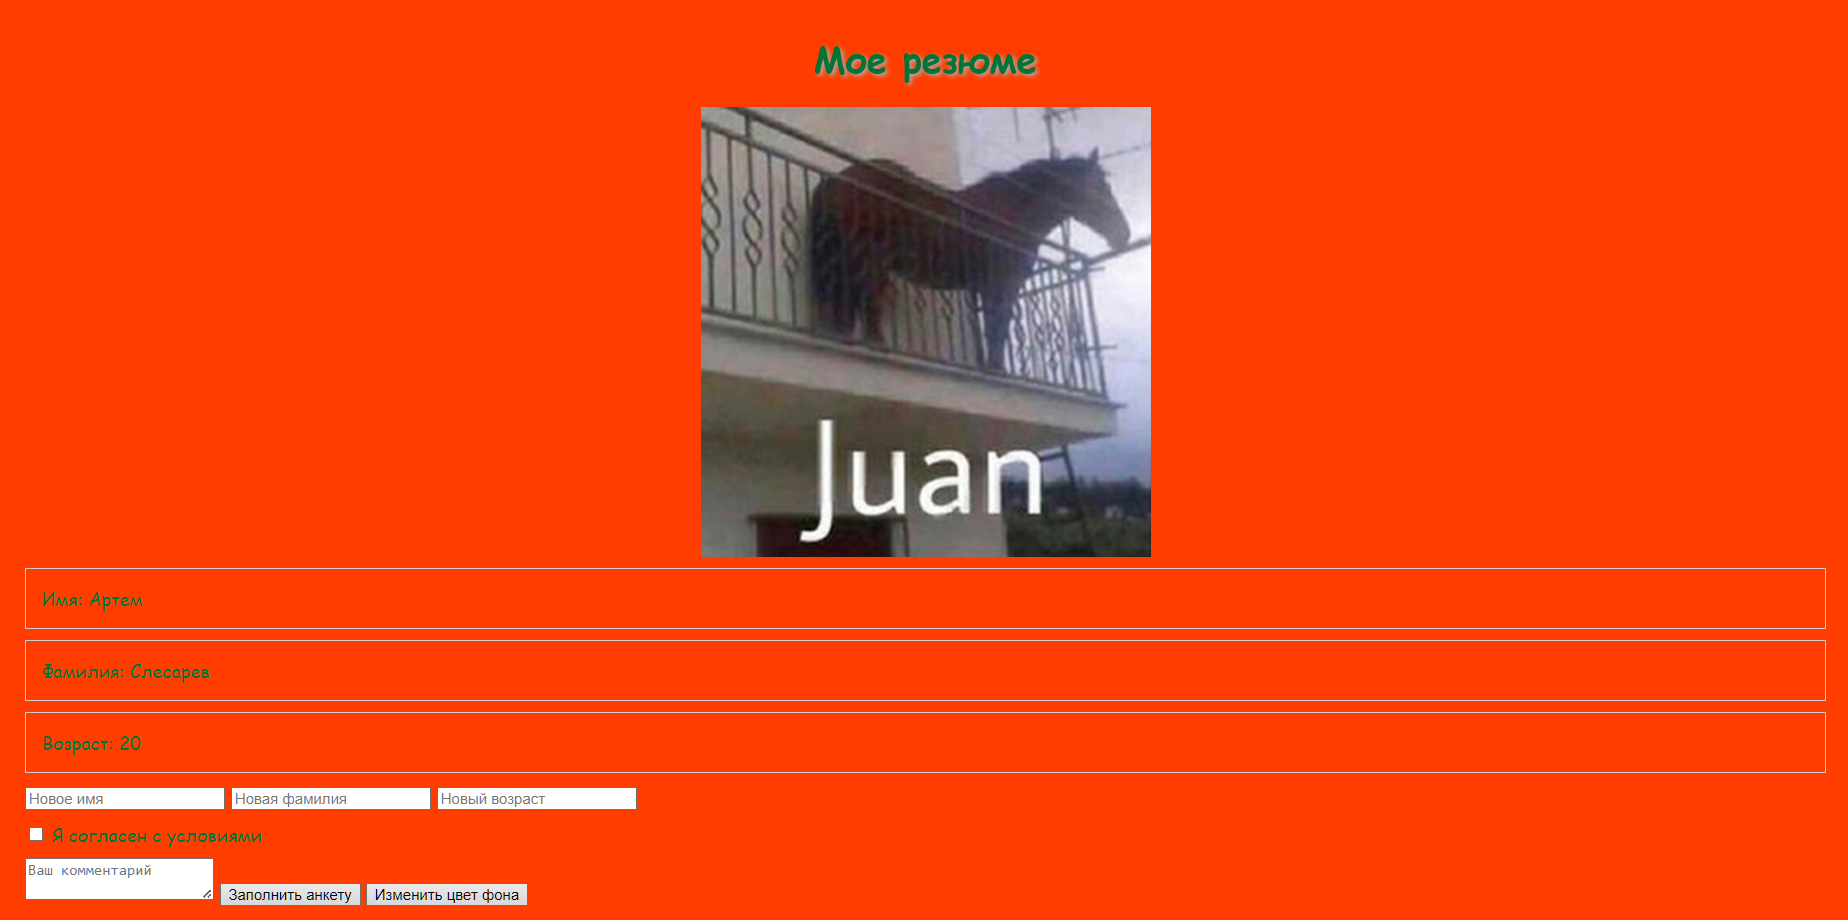 Мое резюме
Juan
Имя: Артем
Фамилия: Слесарев
Возраст: 20
Новое имя Новая фамилия Новый возраст
Я согласен с условиями
Ваш комментарий
Заполнить анкету Изменить цвет фона